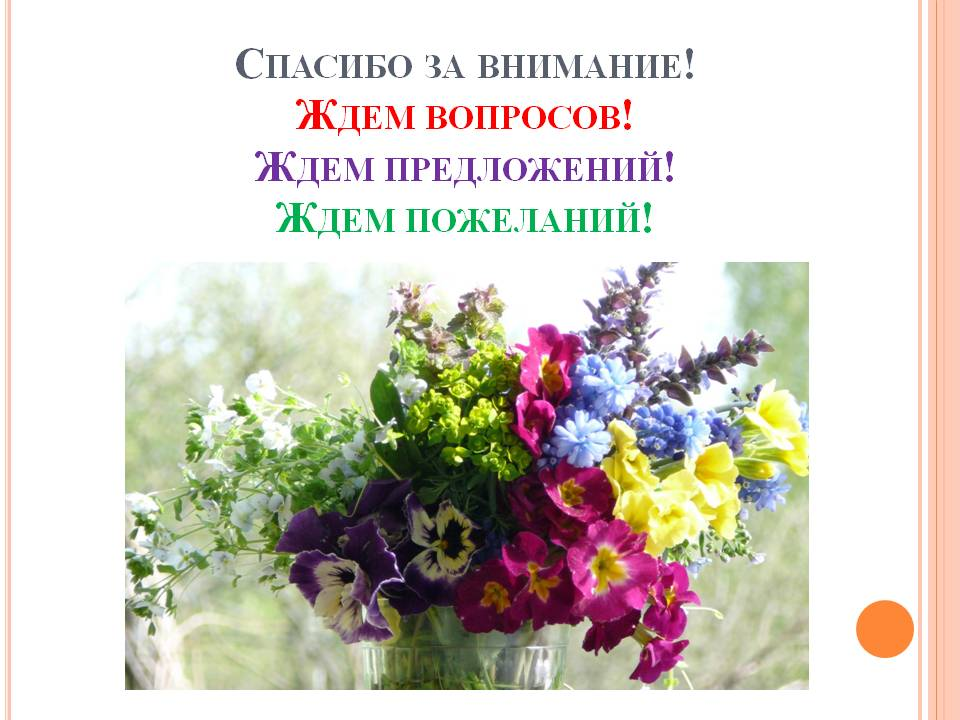 Спасибо за внимание!
Ждем вопросов!
Ждем предложений!
Ждем пожеланий!